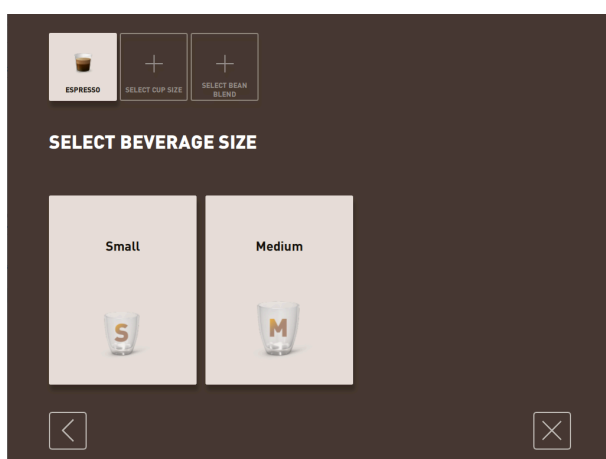 ESPRESSO
SELECT CUP SIZE
SELECT BEAN
BLEND
SELECT BEVERAGE SIZE
Small
Medium
S
M